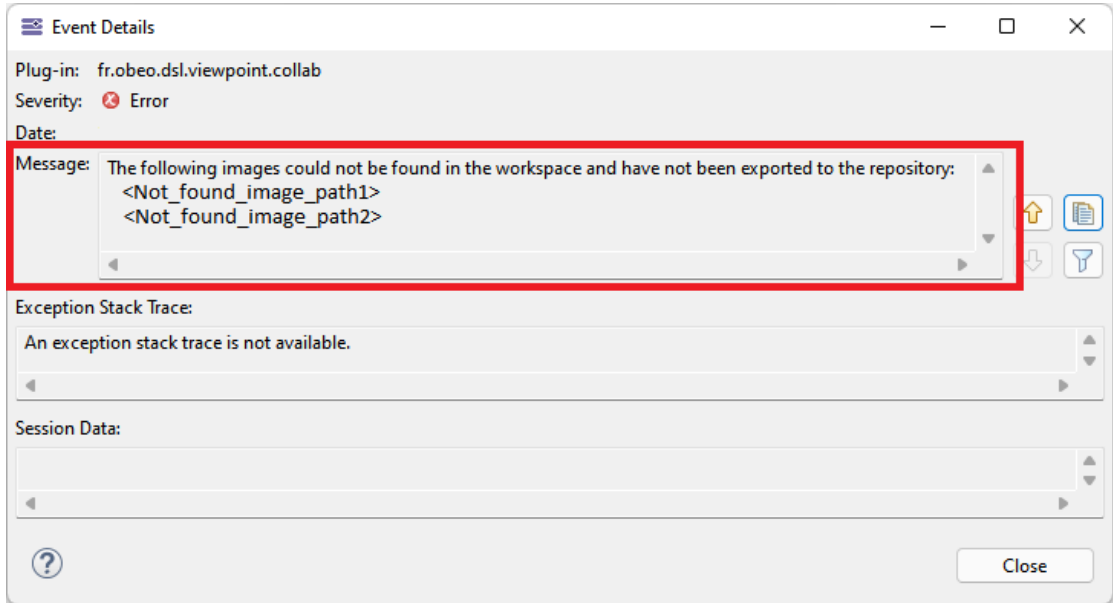 Event Details
Plug-in: fr.obeo.dsl.viewpoint.collab
Severity: Error
Date:
Message: The following images could not be found in the workspace and have not been exported to the repository:
<Not_found_image_path1>
<Not_found_image_path2>
Exception Stack Trace:
An exception stack trace is not available.
Session Data:
Close